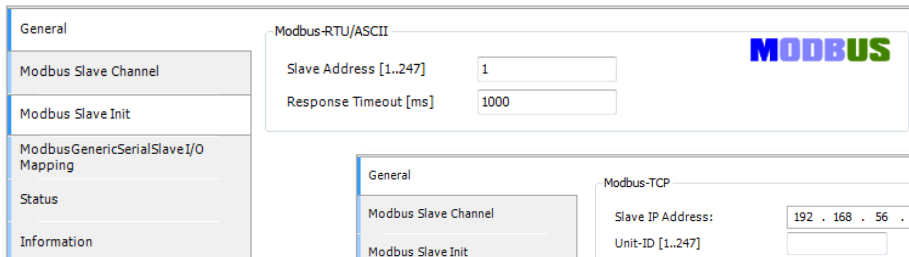 General
Modbus Slave Channel
Modbus Slave Init
ModbusGenericSerialSlave I/O
Mapping
Status
Information
Modbus-RTU/ASCII
MODBUS
Slave Address [1..247] 1
Response Timeout [ms] 1000
General
Modbus Slave Channel
Modbus Slave Init
Modbus-TCP
Slave IP Address: 192 . 168 . 56 .
Unit-ID [1..247]